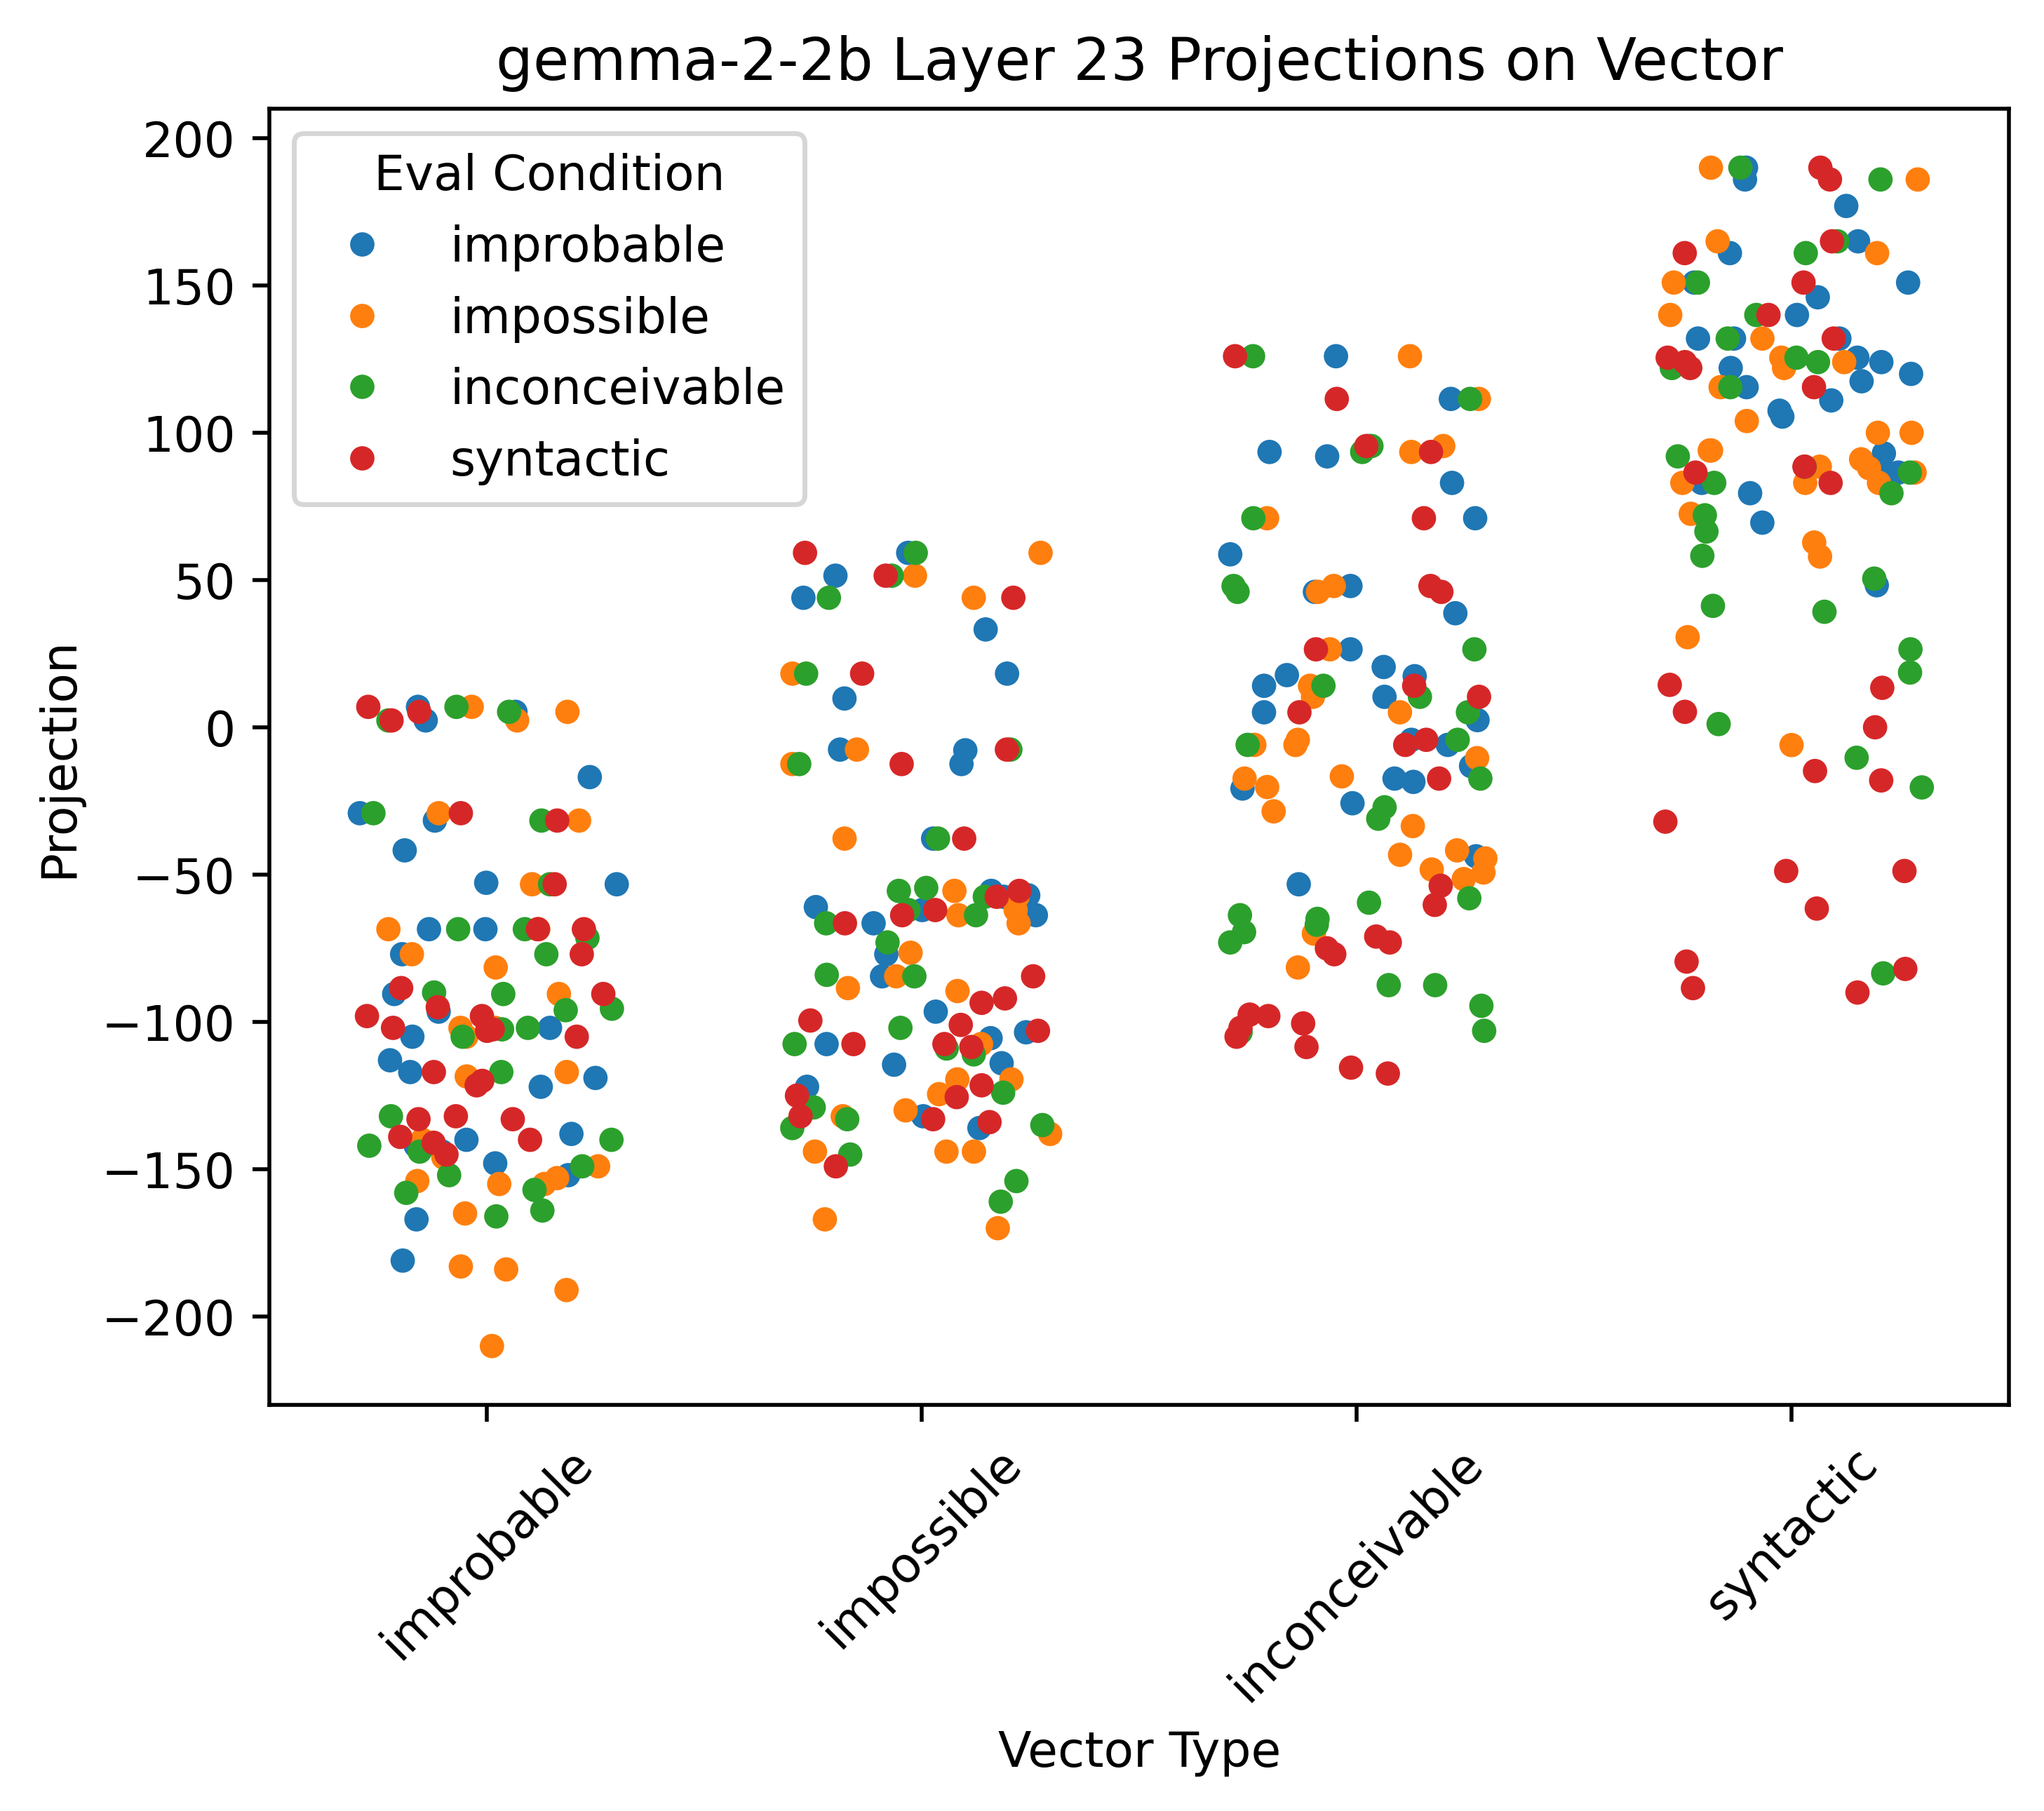 gemma-2-2b Layer 23 Projections on Vector
200
150
100
50
0
−50
−100
−150
−200
Projection
Eval Condition
improbable
impossible
inconceivable
syntactic
improbable
impossible
inconceivable
syntactic
Vector Type